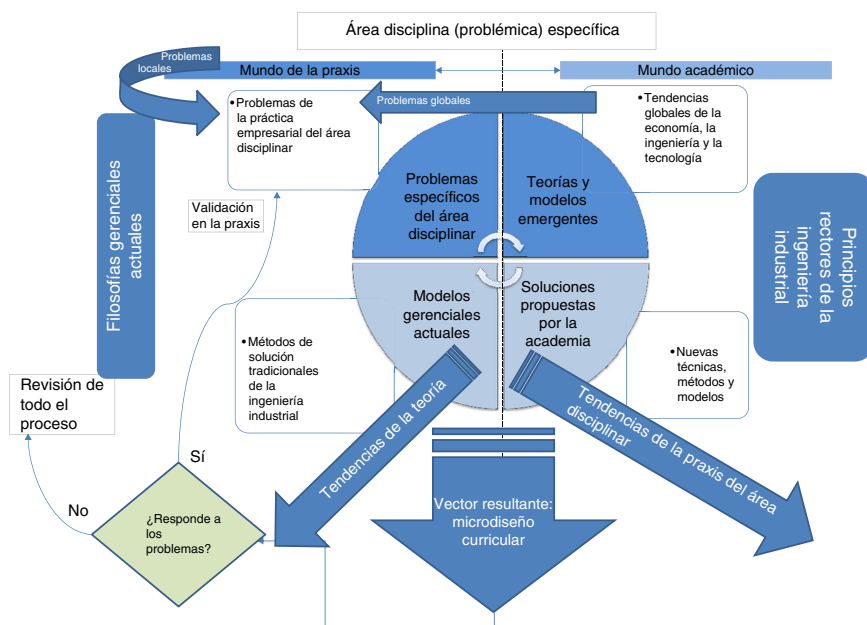 Área disciplina (problémica) específica
Problemas
locales
Mundo de la praxis
Mundo académico
Problemas globales
•Problemas de
la práctica
empresarial del área
disciplinar
•Tendencias
globales de la
economía, la
ingeniería y la
tecnología
Filosofías gerenciales
actuales
Problemas
específicos
del área
disciplinar
Teorías y
modelos
emergentes
Principios
rectores de la
ingeniería
industrial
Validación
en la praxis
Modelos
gerenciales
actuales
Soluciones
propuestas
por la
academia
•Métodos de
solución
tradicionales
de la
ingeniería
industrial
•Nuevas
técnicas,
métodos y
modelos
Revisión de
todo el
proceso
Tendencias de la teoría
Tendencias de la praxis del área
disciplinar
Sí
No
¿Responde a
los
problemas?
Vector resultante:
microdiseño
curricular